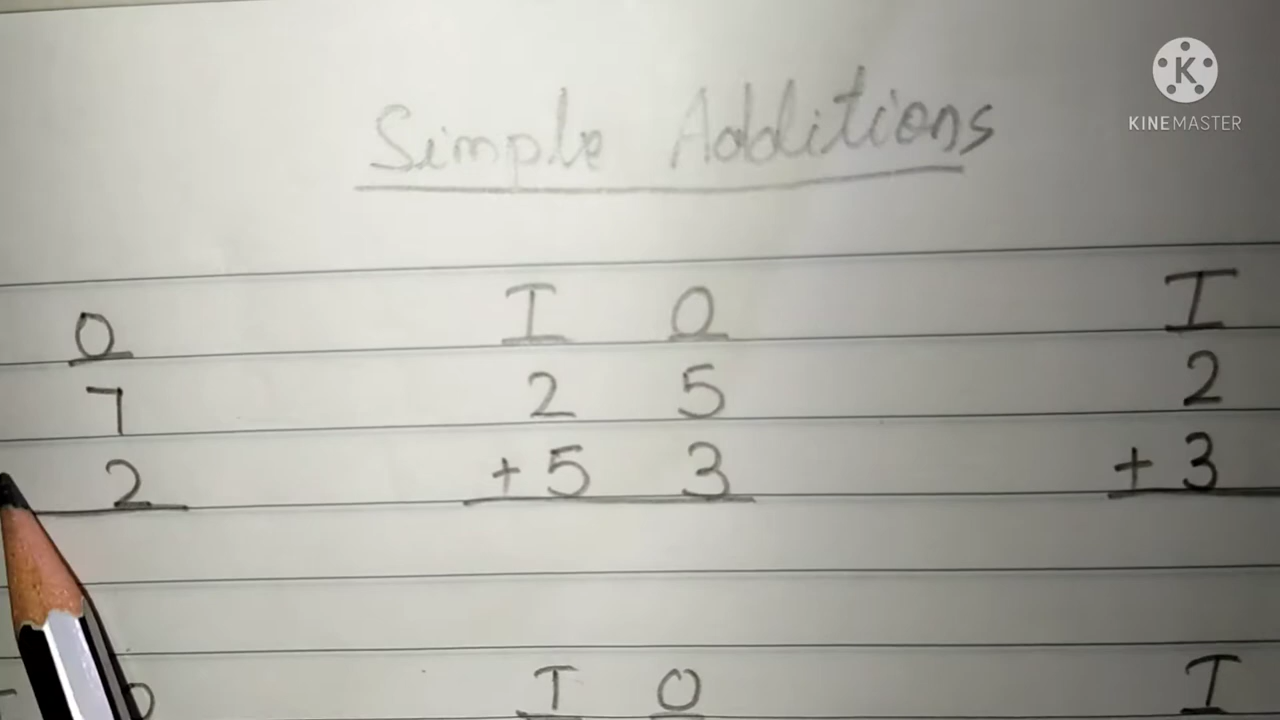 Simple Additions
O T O T
7 2 5 2
2 + 5 3 + 3
O T O T
K
KINEMASTER